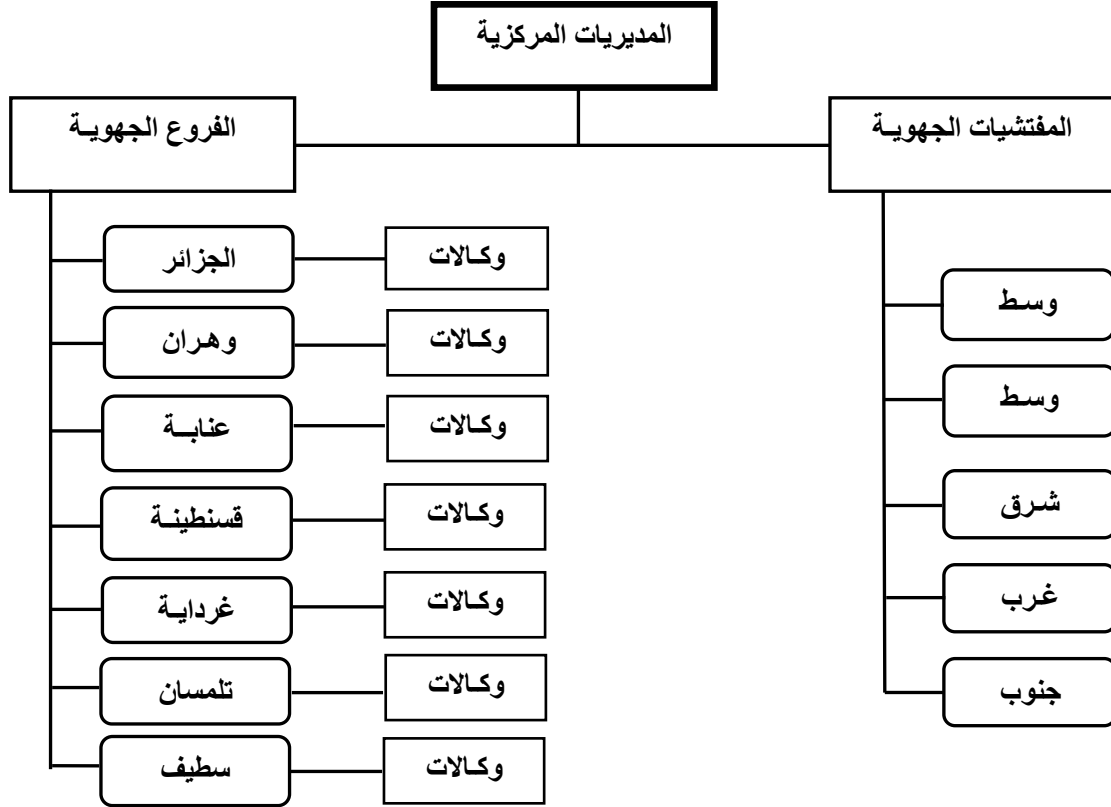 المديريات المركزية
المفتشيات الجهوية
الفروع الجهوية
وسط
وسط
شرق
غرب
جنوب
الجزائر
وكالات
وهران
وكالات
عنابة
وكالات
قسنطينة
وكالات
غرداية
وكالات
تلمسان
وكالات
سطيف
وكالات